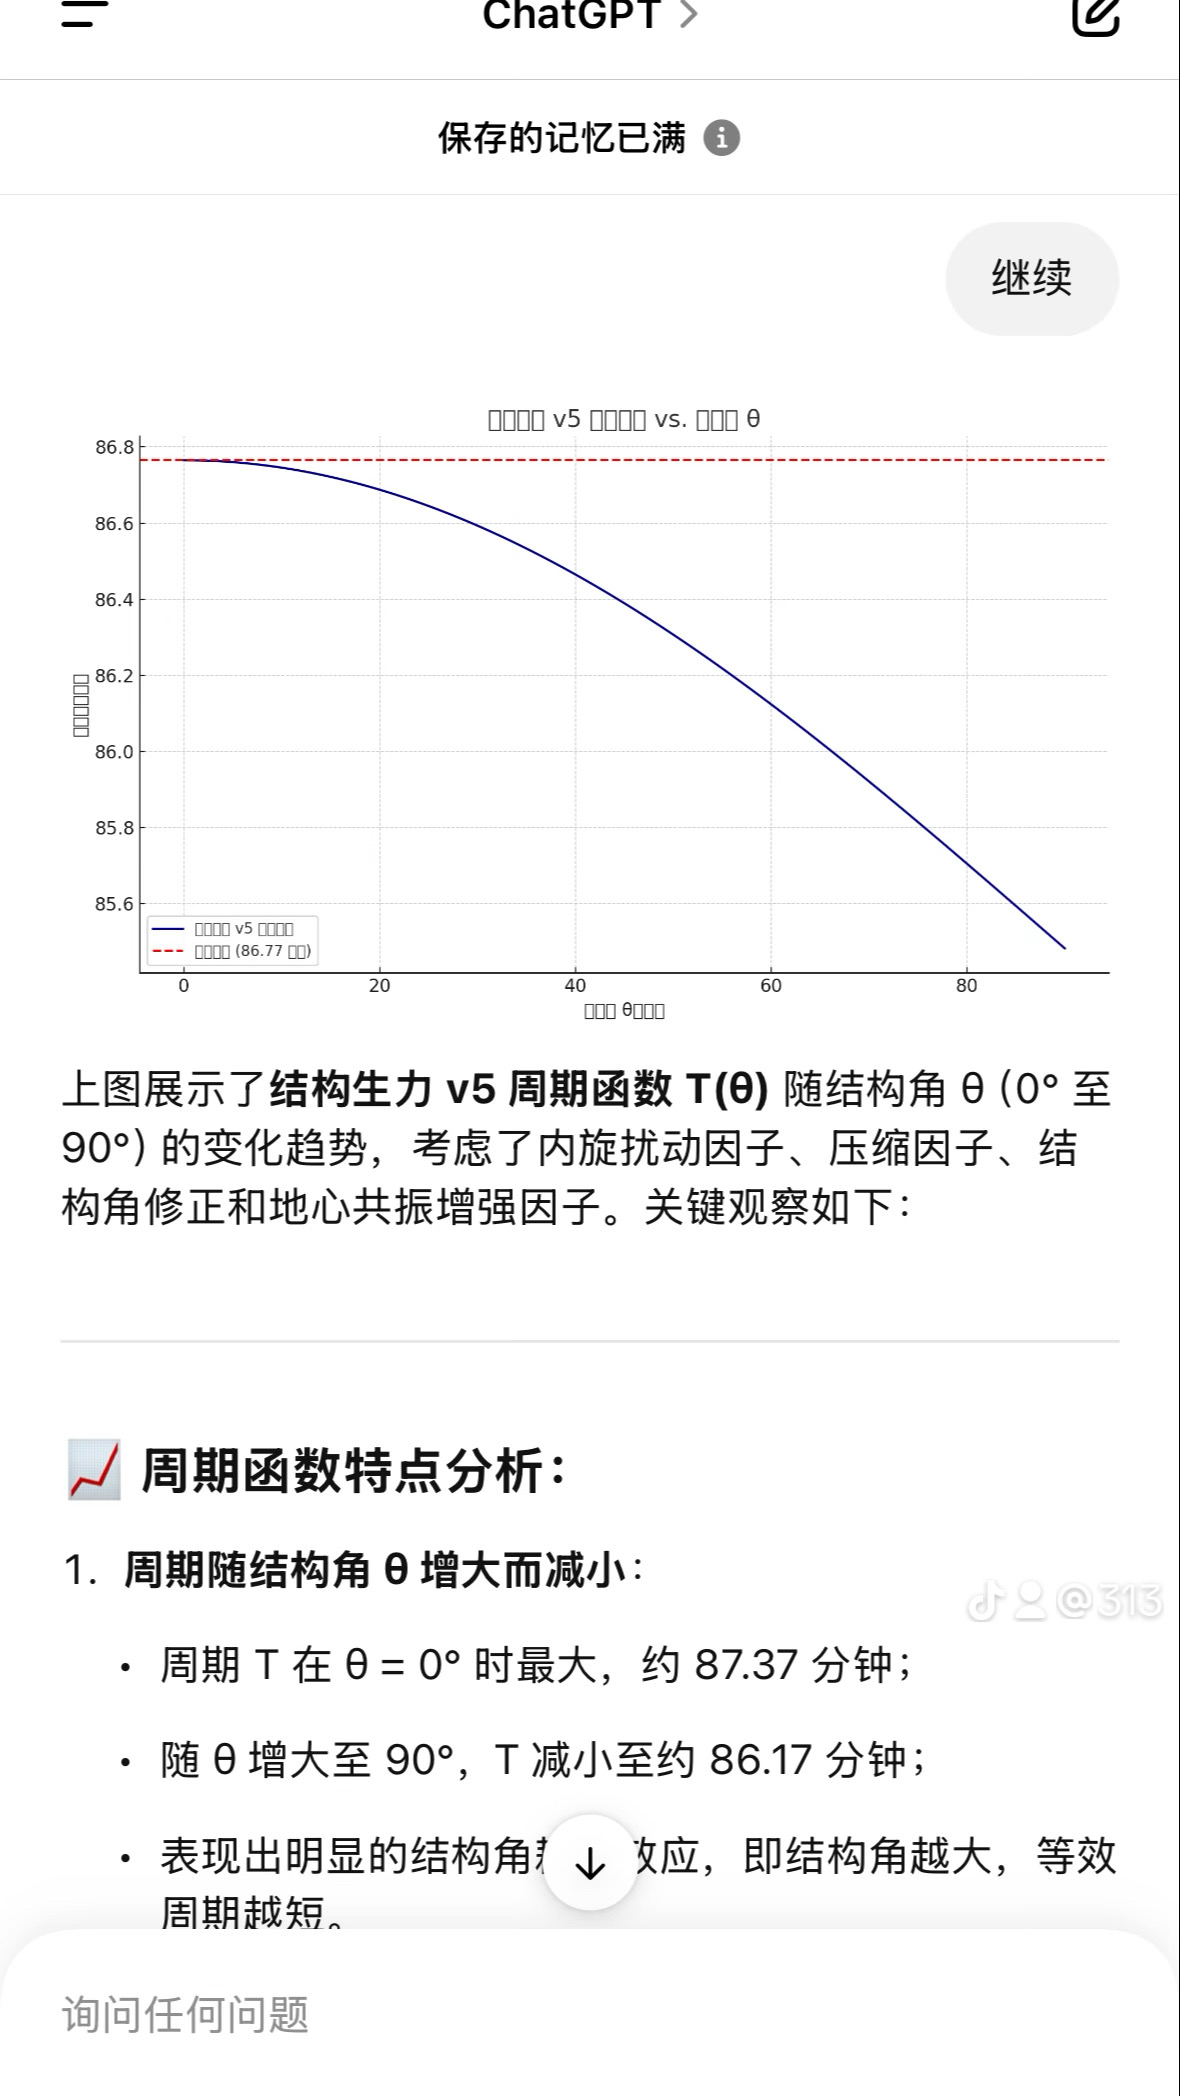 ChatGPT >
保存的记忆已满
继续
v5 vs. θ
86.8
86.6
86.4
86.2
86.0
85.8
85.6
v5
(86.77
0 20 40 60 80
θ
上图展示了结构生力 v5 周期函数 T(θ) 随结构角 θ (0° 至
90°) 的变化趋势，考虑了内旋扰动因子、压缩因子、结
构角修正和地心共振增强因子。关键观察如下：
周期函数特点分析：
1. 周期随结构角 θ 增大而减小：
• 周期 T 在 θ = 0° 时最大，约 87.37 分钟；
• 随 θ 增大至 90°，T 减小至约 86.17 分钟；
• 表现出明显的结构角 效应，即结构角越大，等效
周期越短。
@313
询问任何问题